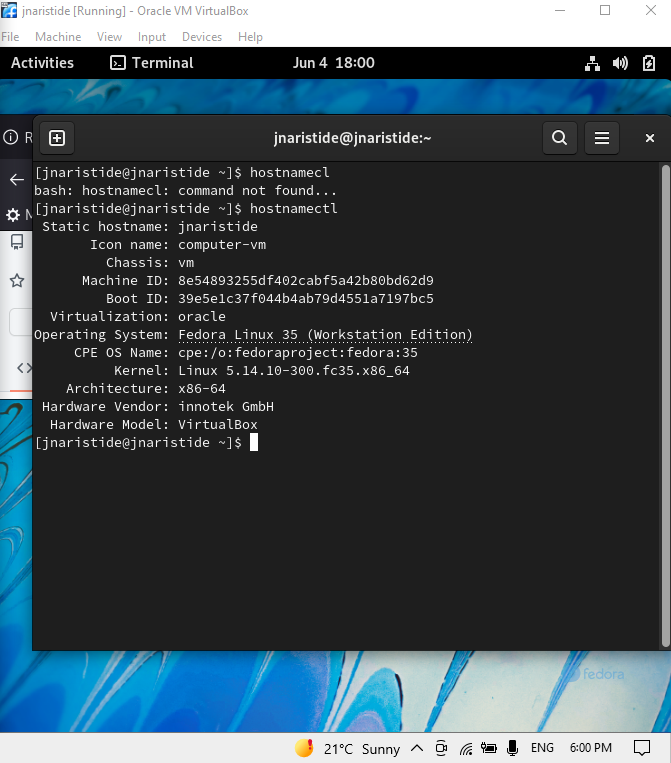 jnaristide [Running] - Oracle VM VirtualBox
File Machine View Input Devices Help
Activities Terminal Jun 4 18:00
jnaristide@jnaristide:~
[jnaristide@jnaristide ~]$ hostnamecl
bash: hostnamecl: command not found...
[jnaristide@jnaristide ~]$ hostnamectl
Static hostname: jnaristide
Icon name: computer-vm
Chassis: vm
Machine ID: 8e54893255df402cabf5a42b80bd62d9
Boot ID: 39e5e1c37f044b4ab79d4551a7197bc5
Virtualization: oracle
Operating System: Fedora Linux 35 (Workstation Edition)
CPE OS Name: cpe:/o:fedoraproject:fedora:35
Kernel: Linux 5.14.10-300.fc35.x86_64
Architecture: x86-64
Hardware Vendor: innotek GmbH
Hardware Model: VirtualBox
[jnaristide@jnaristide ~]$
fedora
21°C Sunny ENG 6:00 PM